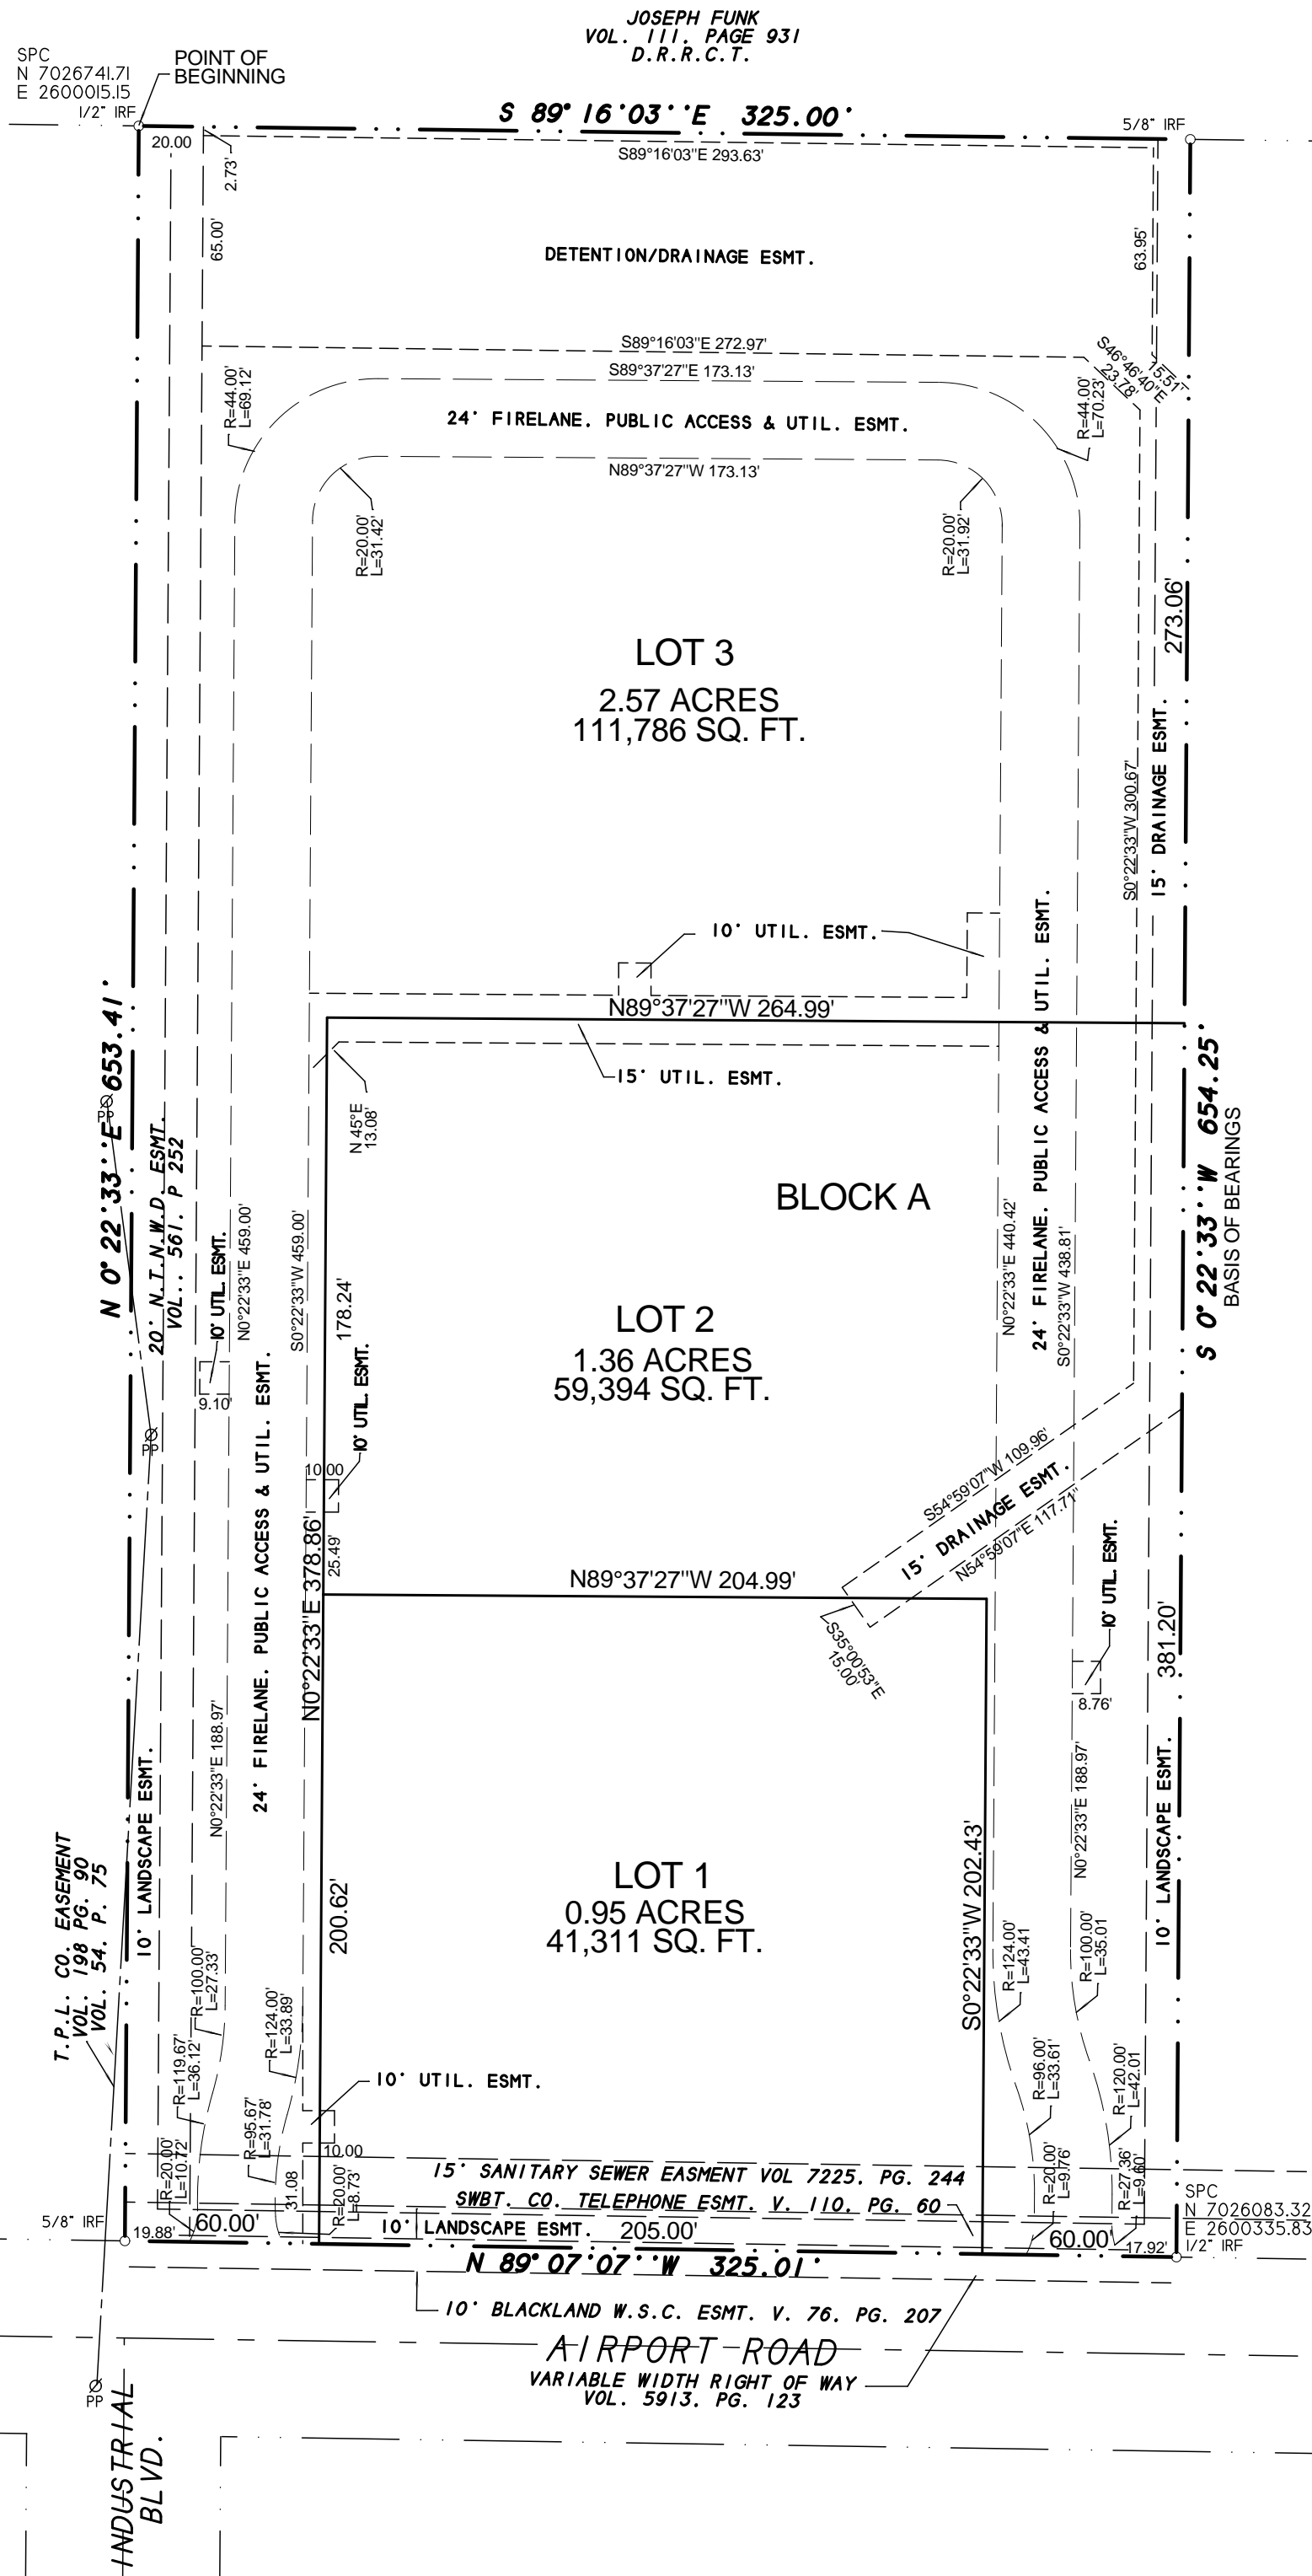 JOSEPH FUNK
VOL. 111, PAGE 931
D.R.R.C.T.
SPC
N 7026741.71
E 2600015.15
1/2" IRF
POINT OF
BEGINNING
S 89° 16'03''E 325.00'
5/8" IRF
20.00
2.73'
S89°16'03"E 293.63'
65.00'
63.95'
DETENTION/DRAINAGE ESMT.
S89°16'03"E 272.97'
S46°46'40"E
23.78'
15.51'
S89°37'27"E 173.13'
R=44.00'
L=69.12'
R=44.00'
L=70.23'
24' FIRELANE, PUBLIC ACCESS & UTIL. ESMT.
N89°37'27"W 173.13'
R=20.00'
L=31.42'
R=20.00'
L=31.92'
273.06'
LOT 3
2.57 ACRES
111,786 SQ. FT.
15' DRAINAGE ESMT.
S0°22'33"W 300.67'
10' UTIL. ESMT.
N89°37'27"W 264.99'
15' UTIL. ESMT.
N 45°E
13.08'
24' FIRELANE, PUBLIC ACCESS & UTIL. ESMT.
N 0° 22'33''E 653.41'
PP
20' N.T.N.W.D. ESMT.
VOL.. 561, P 252
S 0° 22'33''W 654.25'
BASIS OF BEARINGS
BLOCK A
10' UTIL. ESMT.
N0°22'33"E 459.00'
S0°22'33"W 459.00'
178.24'
N0°22'33"E 440.42'
S0°22'33"W 438.81'
LOT 2
1.36 ACRES
59,394 SQ. FT.
9.10'
PP
10' UTIL. ESMT.
10.00
25.49'
24' FIRELANE, PUBLIC ACCESS & UTIL. ESMT.
N0°22'33"E 378.86'
S54°59'07"W 109.96'
15' DRAINAGE ESMT.
N54°59'07"E 117.71"
N89°37'27"W 204.99'
S35°00'53"E
15.00'
10' UTIL. ESMT.
381.20'
8.76'
N0°22'33"E 188.97'
N0°22'33"E 188.97'
10' LANDSCAPE ESMT.
10' LANDSCAPE ESMT.
T.P.L. CO. EASEMENT
VOL. 198 PG. 90
VOL. 54, P. 75
LOT 1
0.95 ACRES
41,311 SQ. FT.
200.62'
S0°22'33"W 202.43'
R=100.00'
L=27.33'
R=124.00'
L=33.89'
R=124.00'
L=43.41
R=100.00'
L=35.01
R=119.67'
L=36.12'
R=95.67'
L=31.78'
R=96.00'
L=33.61'
R=120.00'
L=42.01
10' UTIL. ESMT.
10.00
R=20.00'
L=10.72'
31.08
R=20.00'
L=8.73'
R=20.00'
L=9.76'
R=27.36'
L=9.60'
15' SANITARY SEWER EASMENT VOL 7225, PG. 244
SWBT. CO. TELEPHONE ESMT. V. 110, PG. 60
SPC
N 7026083.32
E 2600335.83
1/2" IRF
5/8" IRF
19.88'
60.00'
10' LANDSCAPE ESMT.
205.00'
60.00'
17.92'
N 89° 07'07''W 325.01'
10' BLACKLAND W.S.C. ESMT. V. 76, PG. 207
AIRPORT ROAD
VARIABLE WIDTH RIGHT OF WAY
VOL. 5913, PG. 123
PP
INDUSTRIAL
BLVD.